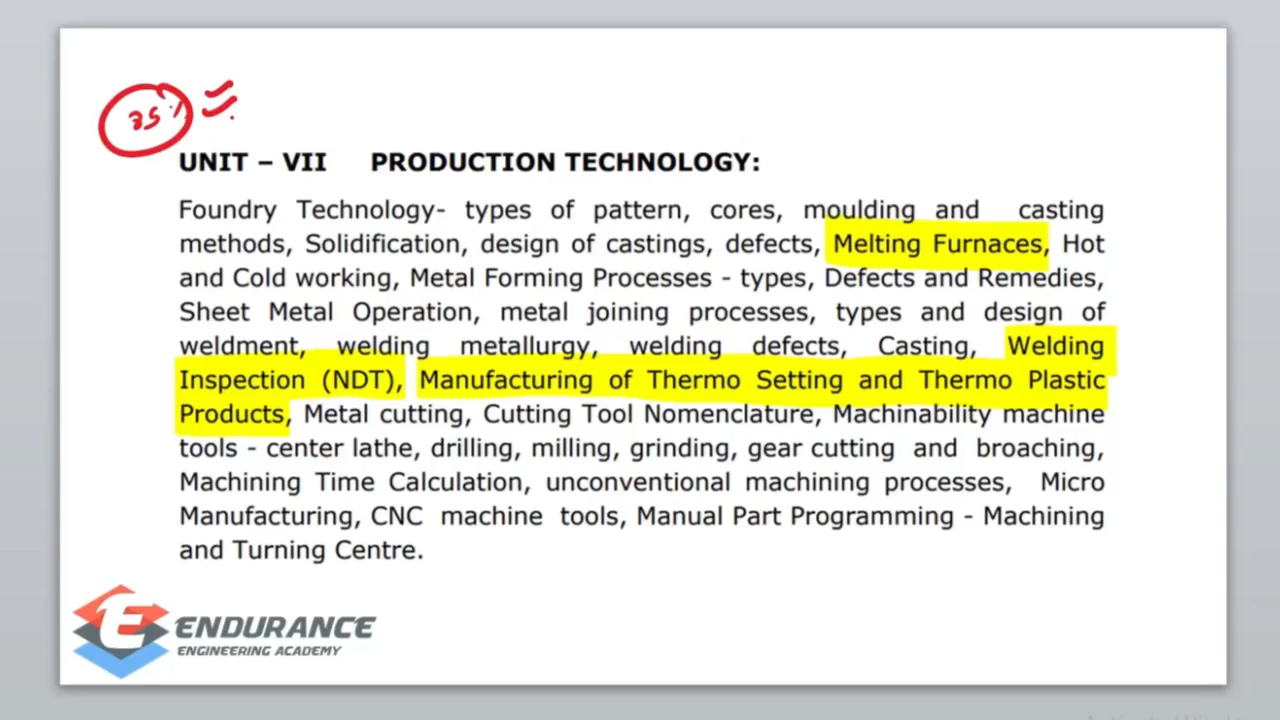 35%
UNIT – VII PRODUCTION TECHNOLOGY:
Foundry Technology- types of pattern, cores, moulding and casting
methods, Solidification, design of castings, defects, Melting Furnaces, Hot
and Cold working, Metal Forming Processes - types, Defects and Remedies,
Sheet Metal Operation, metal joining processes, types and design of
weldment, welding metallurgy, welding defects, Casting, Welding
Inspection (NDT), Manufacturing of Thermo Setting and Thermo Plastic
Products, Metal cutting, Cutting Tool Nomenclature, Machinability machine
tools - center lathe, drilling, milling, grinding, gear cutting and broaching,
Machining Time Calculation, unconventional machining processes, Micro
Manufacturing, CNC machine tools, Manual Part Programming - Machining
and Turning Centre.
ENDURANCE
ENGINEERING ACADEMY